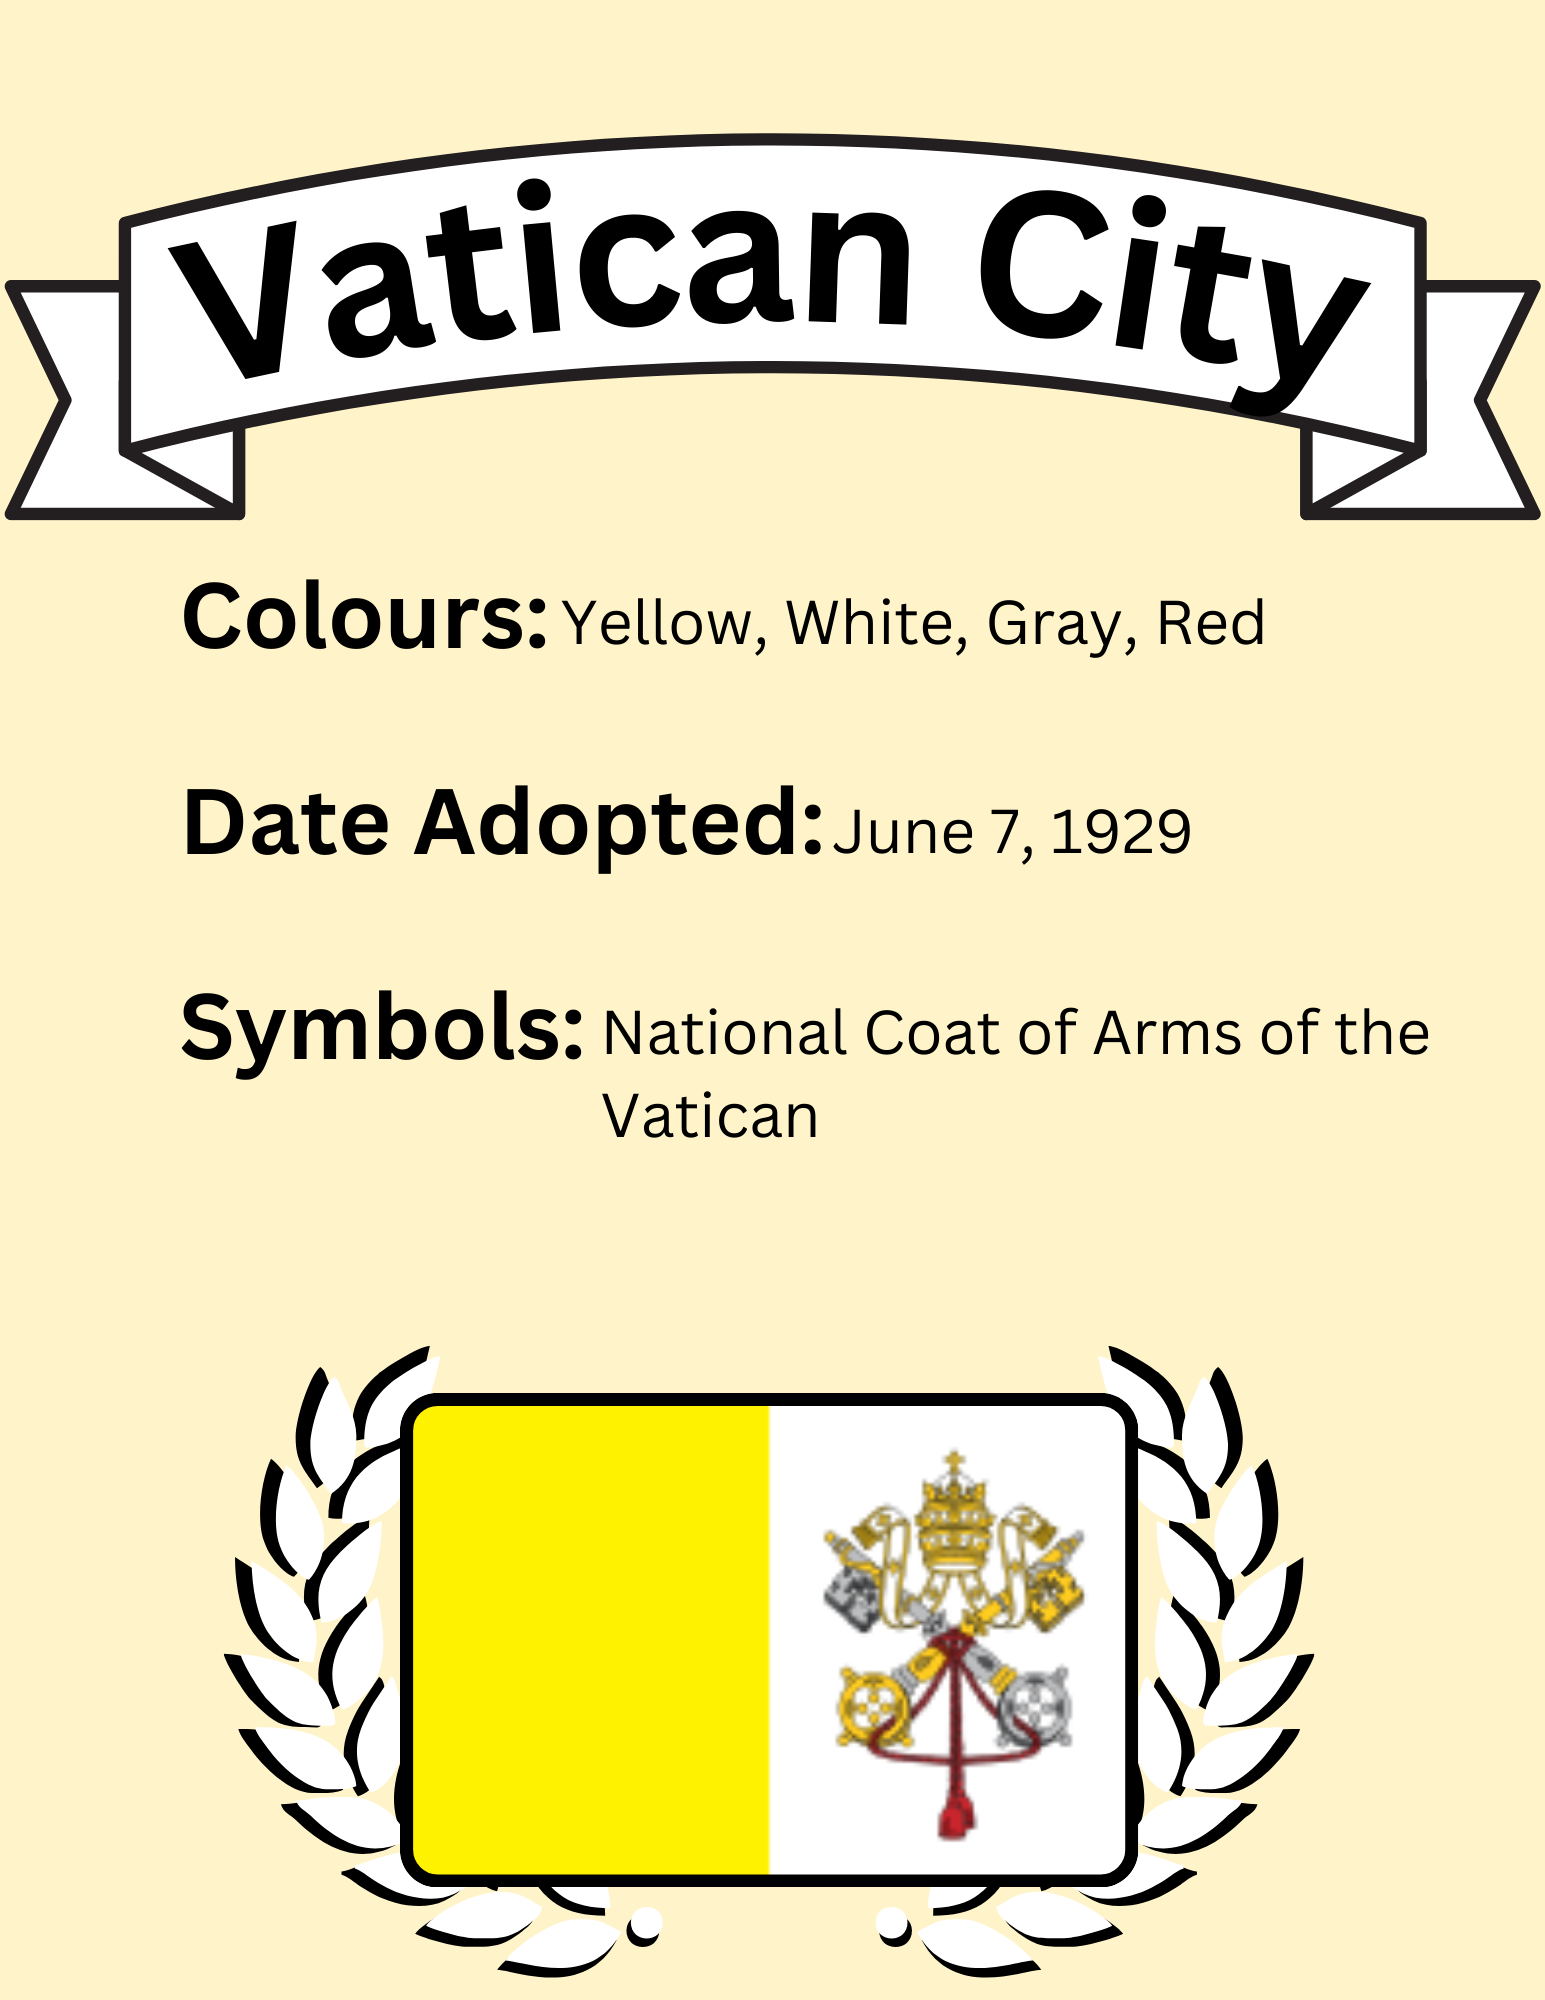 Vatican City
Colours: Yellow, White, Gray, Red
Date Adopted: June 7, 1929
Symbols: National Coat of Arms of the
Vatican